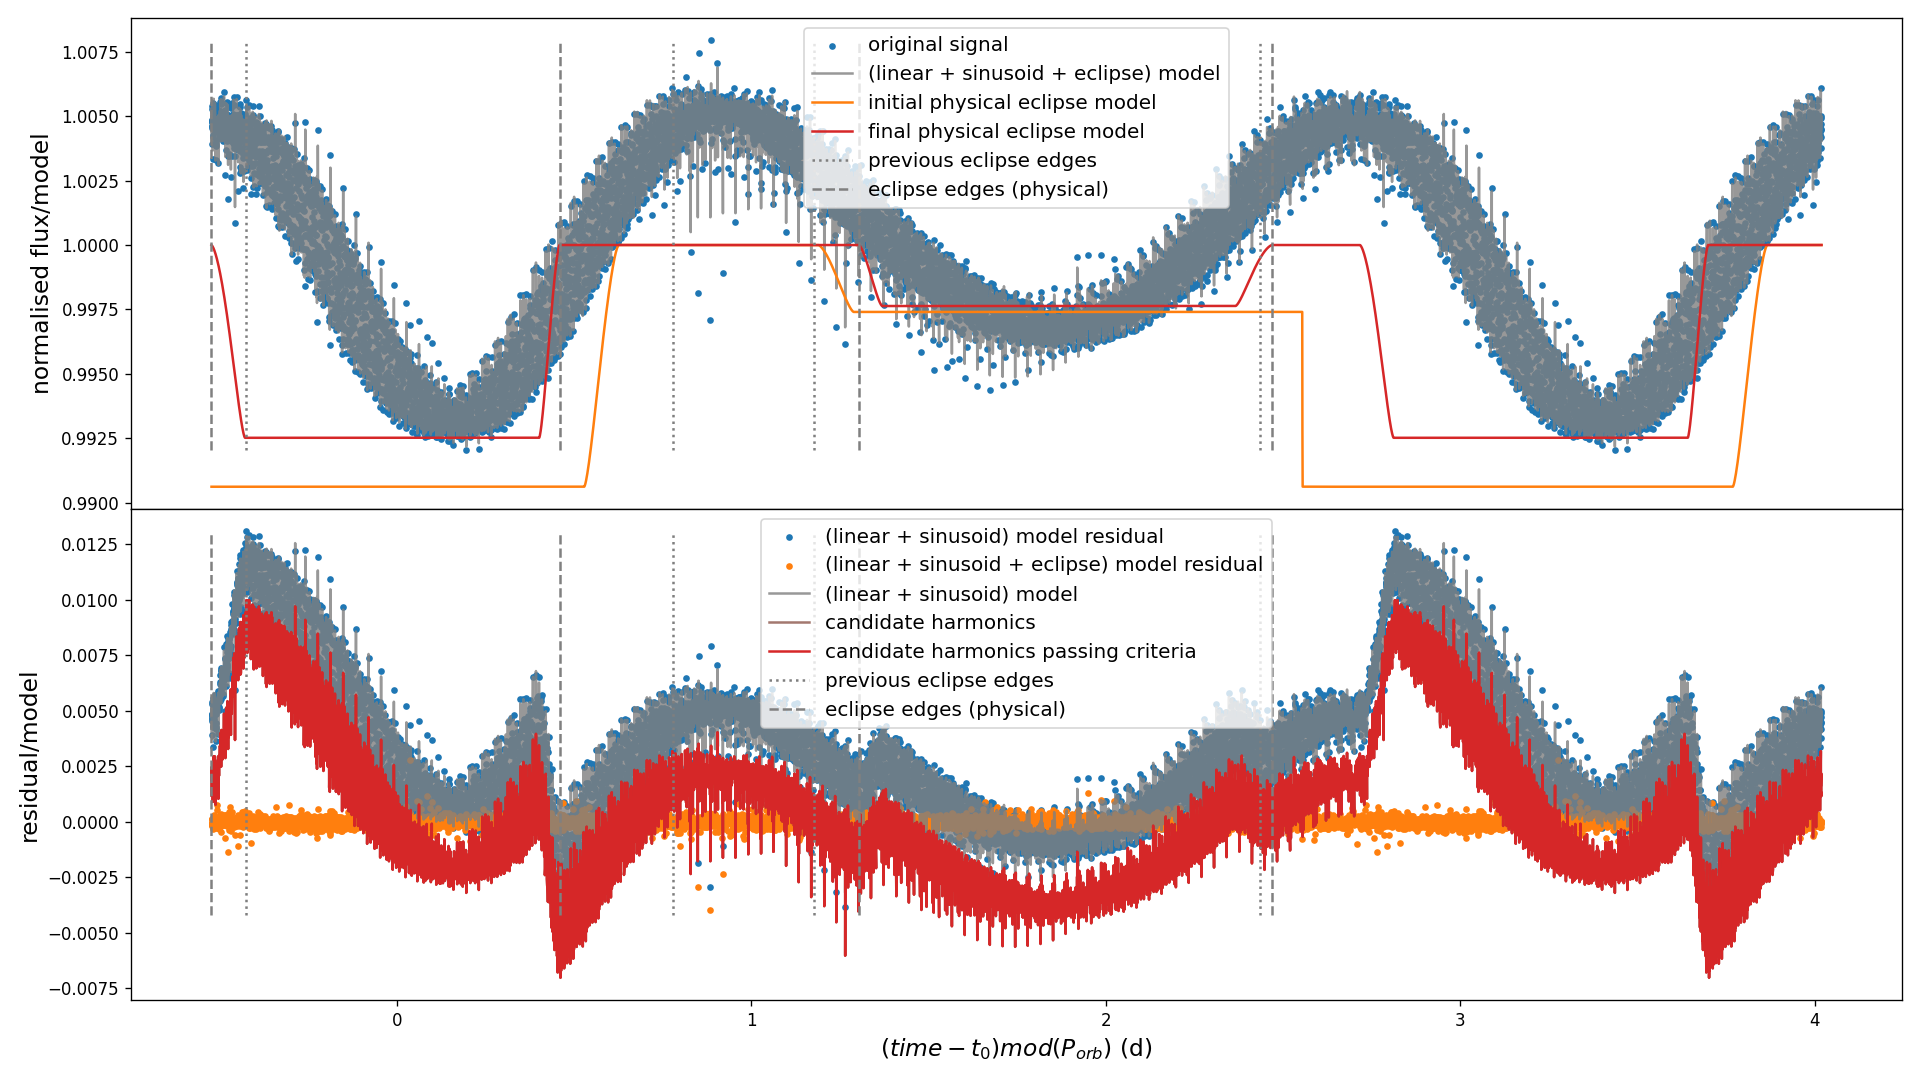 1.0075
1.0050
1.0025
1.0000
0.9975
0.9950
0.9925
0.9900
normalised flux/model
original signal
(linear + sinusoid + eclipse) model
initial physical eclipse model
final physical eclipse model
previous eclipse edges
eclipse edges (physical)
0.0125
0.0100
0.0075
0.0050
0.0025
0.0000
−0.0025
−0.0050
−0.0075
residual/model
(linear + sinusoid) model residual
(linear + sinusoid + eclipse) model residual
(linear + sinusoid) model
candidate harmonics
candidate harmonics passing criteria
previous eclipse edges
eclipse edges (physical)
0 1 2 3 4
(time − t₀)mod(Pₒᵣb) (d)